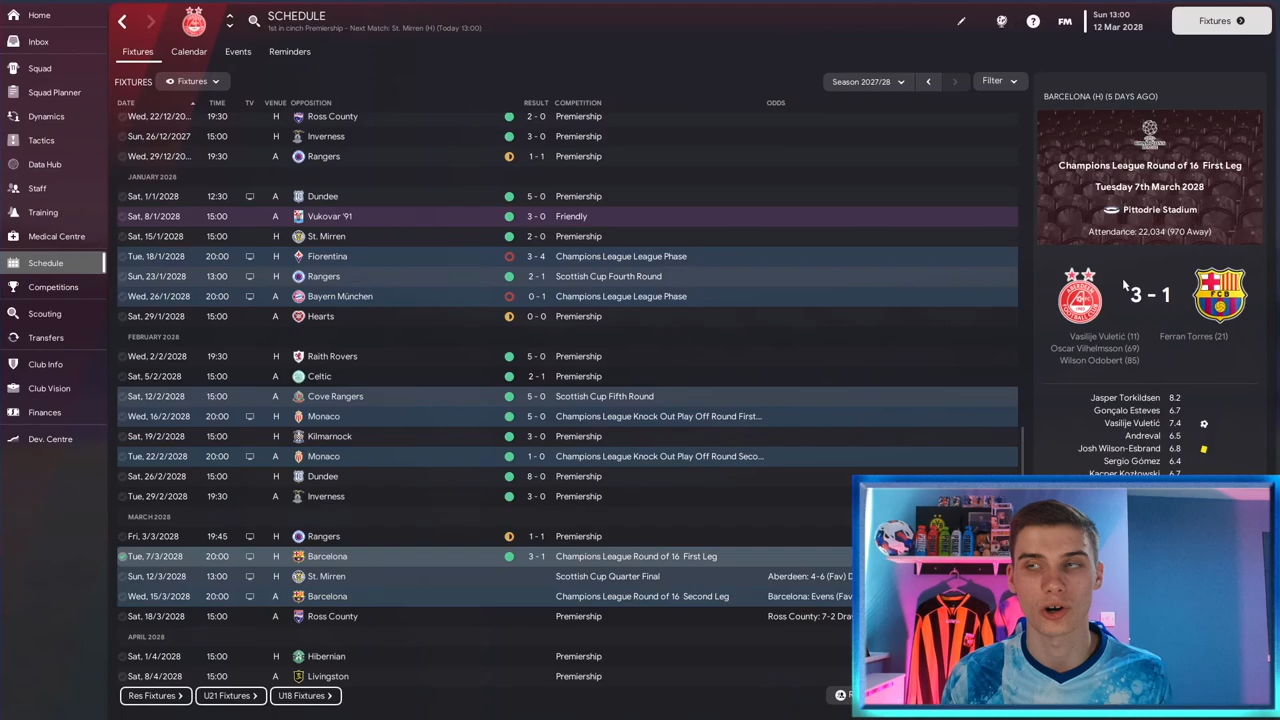 Home
SCHEDULE
1st in cinch Premiership - Next Match: St. Mirren (H) (Today 13:00)
FM
Sun 13:00
12 Mar 2028
Fixtures
Inbox
Squad
Squad Planner
Dynamics
Tactics
Data Hub
Staff
Training
Medical Centre
Schedule
Competitions
Scouting
Transfers
Club Info
Club Vision
Finances
Dev. Centre
Fixtures Calendar Events Reminders
FIXTURES Fixtures Season 2027/28 Filter
DATE TIME TV VENUE OPPOSITION RESULT COMPETITION ODDS
Wed, 22/12/20... 19:30 H Ross County 2 - 0 Premiership
Sun, 26/12/2027 15:00 H Inverness 3 - 0 Premiership
Wed, 29/12/20... 19:30 A Rangers 1 - 1 Premiership
JANUARY 2028
Sat, 1/1/2028 12:30 A Dundee 5 - 0 Premiership
Sat, 8/1/2028 15:00 A Vukovar '91 3 - 0 Friendly
Sat, 15/1/2028 15:00 H St. Mirren 2 - 0 Premiership
Tue, 18/1/2028 20:00 H Fiorentina 3 - 4 Champions League League Phase
Sun, 23/1/2028 13:00 H Rangers 2 - 1 Scottish Cup Fourth Round
Wed, 26/1/2028 20:00 A Bayern München 0 - 1 Champions League League Phase
Sat, 29/1/2028 15:00 A Hearts 0 - 0 Premiership
FEBRUARY 2028
Wed, 2/2/2028 19:30 H Raith Rovers 5 - 0 Premiership
Sat, 5/2/2028 15:00 A Celtic 2 - 1 Premiership
Sat, 12/2/2028 15:00 A Cove Rangers 5 - 0 Scottish Cup Fifth Round
Wed, 16/2/2028 20:00 H Monaco 5 - 0 Champions League Knock Out Play Off Round First...
Sat, 19/2/2028 15:00 H Kilmarnock 3 - 0 Premiership
Tue, 22/2/2028 20:00 A Monaco 1 - 0 Champions League Knock Out Play Off Round Seco...
Sat, 26/2/2028 15:00 H Dundee 8 - 0 Premiership
Tue, 29/2/2028 19:30 A Inverness 3 - 0 Premiership
MARCH 2028
Fri, 3/3/2028 19:45 H Rangers 1 - 1 Premiership
Tue, 7/3/2028 20:00 H Barcelona 3 - 1 Champions League Round of 16 First Leg
Sun, 12/3/2028 13:00 H St. Mirren Scottish Cup Quarter Final Aberdeen: 4-6 (Fav) D
Wed, 15/3/2028 20:00 A Barcelona Champions League Round of 16 Second Leg Barcelona: Evens (Fav
Sat, 18/3/2028 15:00 A Ross County Premiership Ross County: 7-2 Dra
APRIL 2028
Sat, 1/4/2028 15:00 H Hibernian Premiership
Sat, 8/4/2028 15:00 A Livingston Premiership
Res Fixtures U21 Fixtures U18 Fixtures
BARCELONA (H) (5 DAYS AGO)
Champions League Round of 16 First Leg
Tuesday 7th March 2028
Pittodrie Stadium
Attendance: 22,034 (970 Away)
3 - 1
Vasilije Vuletić (11) Ferran Torres (21)
Oscar Vilhelmsson (69)
Wilson Odobert (85)
Jasper Torkildsen 8.2
Gonçalo Esteves 6.7
Vasilije Vuletić 7.4
Andreval 6.5
Josh Wilson-Esbrand 6.8
Sergio Gómez 6.4
Kacper Kozłowski 6.7